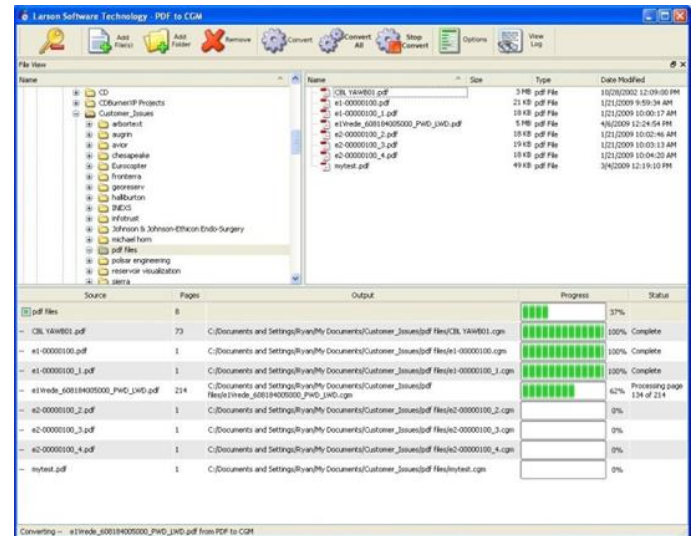 Larson Software Technology - PDF to CGM
Add File(s)
Add Folder
Remove
Convert
Convert All
Stop Convert
Options
View Log
File View
Name
CD
CDBurnerXP Projects
Customer_Issues
arbortext
augrin
avior
chesapeake
Eurocopter
fronterra
georeserv
halliburton
INEXS
infotrust
Johnson & Johnson-Ethicon Endo-Surgery
michael horn
pdf files
polsar engineering
reservoir visualization
sierra
Name Size Type Date Modified
CBL YAWB01.pdf 3 MB pdf File 10/28/2002 12:09:00 PM
e1-00000100.pdf 21 KB pdf File 1/21/2009 9:59:34 AM
e1-00000100_1.pdf 18 KB pdf File 1/21/2009 10:00:17 AM
e1Vrede_608184005000_PWD_LWD.pdf 5 MB pdf File 4/6/2009 12:24:54 PM
e2-00000100_2.pdf 18 KB pdf File 1/21/2009 10:02:46 AM
e2-00000100_3.pdf 19 KB pdf File 1/21/2009 10:03:13 AM
e2-00000100_4.pdf 18 KB pdf File 1/21/2009 10:04:20 AM
mytest.pdf 49 KB pdf File 3/4/2009 12:19:10 PM
Source Pages Output Progress Status
pdf files 8 37%
CBL YAWB01.pdf 73 C:/Documents and Settings/Ryan/My Documents/Customer_Issues/pdf files/CBL YAWB01.cgm 100% Complete
e1-00000100.pdf 1 C:/Documents and Settings/Ryan/My Documents/Customer_Issues/pdf files/e1-00000100.cgm 100% Complete
e1-00000100_1.pdf 1 C:/Documents and Settings/Ryan/My Documents/Customer_Issues/pdf files/e1-00000100_1.cgm 100% Complete
e1Vrede_608184005000_PWD_LWD.pdf 214 C:/Documents and Settings/Ryan/My Documents/Customer_Issues/pdf files/e1Vrede_608184005000_PWD_LWD.cgm 62% Processing page 134 of 214
e2-00000100_2.pdf 1 C:/Documents and Settings/Ryan/My Documents/Customer_Issues/pdf files/e2-00000100_2.cgm 0%
e2-00000100_3.pdf 1 C:/Documents and Settings/Ryan/My Documents/Customer_Issues/pdf files/e2-00000100_3.cgm 0%
e2-00000100_4.pdf 1 C:/Documents and Settings/Ryan/My Documents/Customer_Issues/pdf files/e2-00000100_4.cgm 0%
mytest.pdf 1 C:/Documents and Settings/Ryan/My Documents/Customer_Issues/pdf files/mytest.cgm 0%
Converting -- e1Vrede_608184005000_PWD_LWD.pdf from PDF to CGM